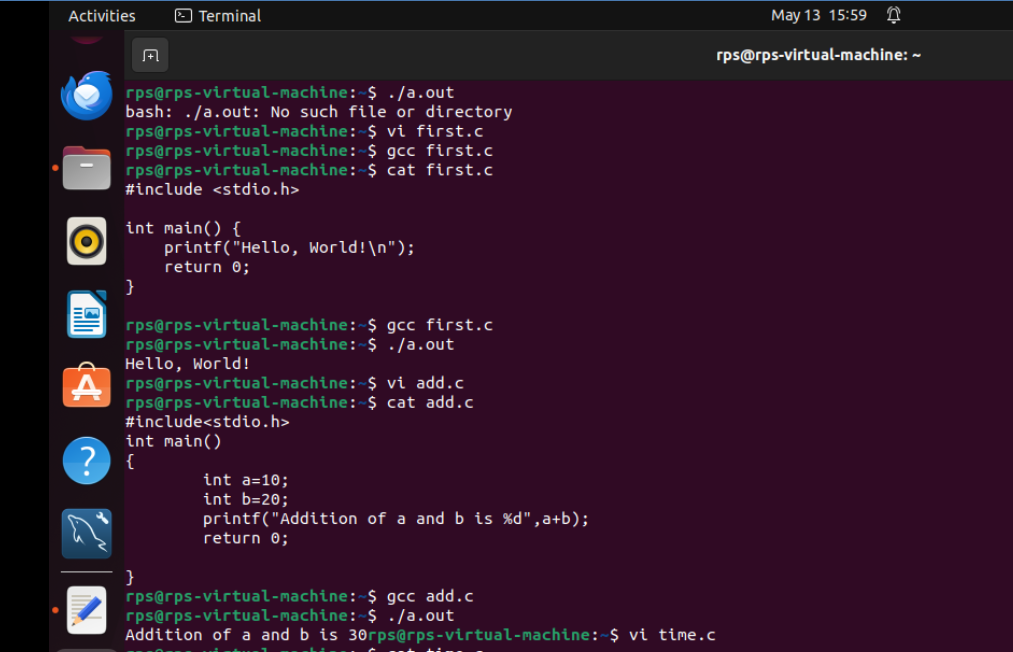 Activities Terminal May 13 15:59
rps@rps-virtual-machine: ~
rps@rps-virtual-machine:~$ ./a.out
bash: ./a.out: No such file or directory
rps@rps-virtual-machine:~$ vi first.c
rps@rps-virtual-machine:~$ gcc first.c
rps@rps-virtual-machine:~$ cat first.c
#include <stdio.h>
int main() {
    printf("Hello, World!\n");
    return 0;
}
rps@rps-virtual-machine:~$ gcc first.c
rps@rps-virtual-machine:~$ ./a.out
Hello, World!
rps@rps-virtual-machine:~$ vi add.c
rps@rps-virtual-machine:~$ cat add.c
#include<stdio.h>
int main()
{
        int a=10;
        int b=20;
        printf("Addition of a and b is %d",a+b);
        return 0;
}
rps@rps-virtual-machine:~$ gcc add.c
rps@rps-virtual-machine:~$ ./a.out
Addition of a and b is 30rps@rps-virtual-machine:~$ vi time.c